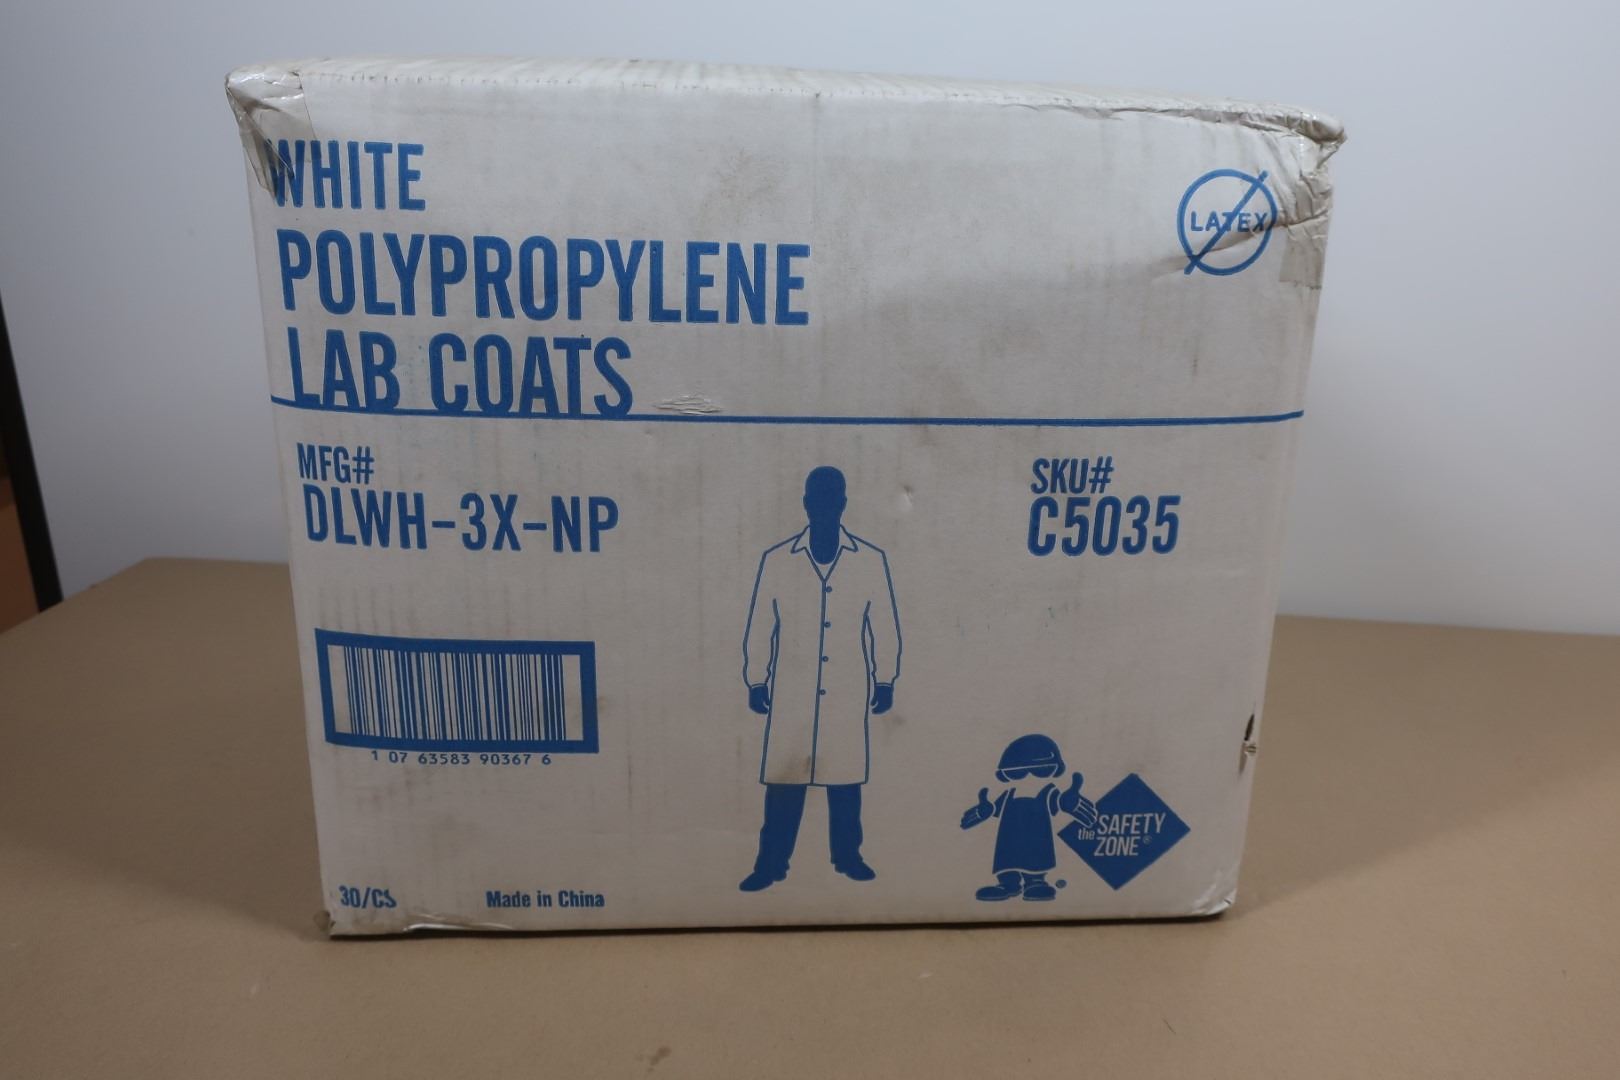 WHITE
POLYPROPYLENE
LAB COATS
LATEX
MFG#
DLWH-3X-NP
SKU#
C5035
1 07 63583 90367 6
the SAFETY
ZONE®
®
30/CS
Made in China